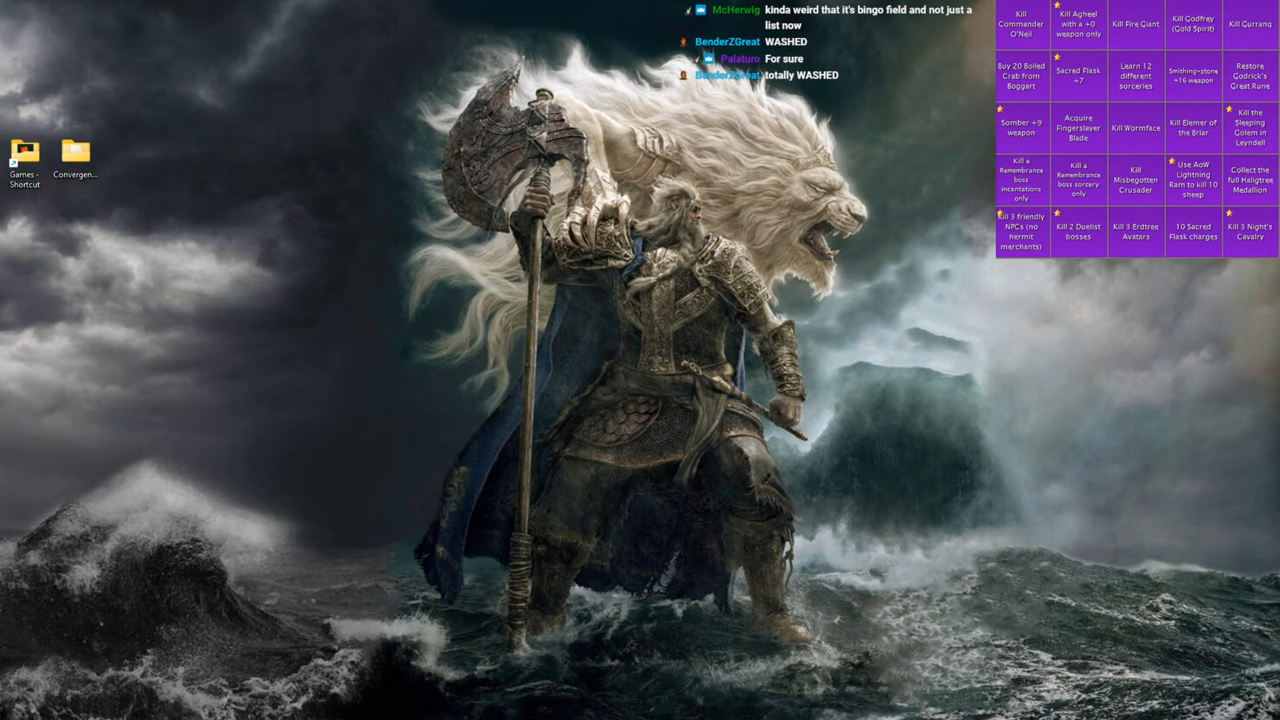 McHerwig kinda weird that it's bingo field and not just a
list now
BenderZGreat WASHED
Palaturo For sure
BenderZGreat totally WASHED
Games -
Shortcut
Convergen...
Kill
Commander
O'Neil
Kill Agheel
with a +0
weapon only
Kill Fire Giant
Kill Godfrey
(Gold Spirit)
Kill Gurranq
Buy 20 Boiled
Crab from
Boggart
Sacred Flask
+7
Learn 12
different
sorceries
Smithing-stone
+16 weapon
Restore
Godrick's
Great Rune
Somber +9
weapon
Acquire
Fingerslayer
Blade
Kill Wormface
Kill Elemer of
the Briar
Kill the
Sleeping
Golem in
Leyndell
Kill a
Remembrance
boss
incantations
only
Kill a
Remembrance
boss sorcery
only
Kill
Misbegotten
Crusader
Use AoW
Lightning
Ram to kill 10
sheep
Collect the
full Haligtree
Medallion
Kill 3 friendly
NPCs (no
hermit
merchants)
Kill 2 Duelist
bosses
Kill 3 Erdtree
Avatars
10 Sacred
Flask charges
Kill 3 Night's
Cavalry